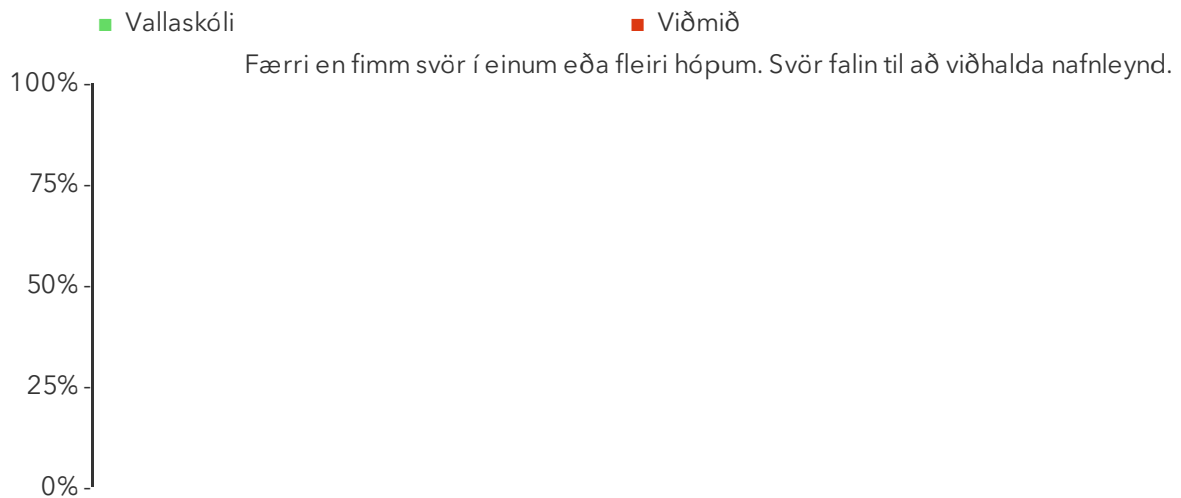 Vallaskóli Viðmið
Færri en fimm svör í einum eða fleiri hópum. Svör falin til að viðhalda nafnleynd.
100%
75%
50%
25%
0%